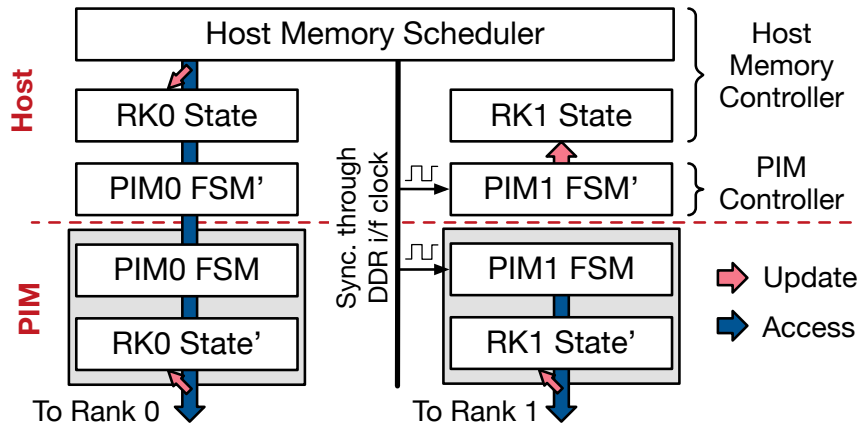 Host Memory Scheduler
Host
Memory
Controller
Host
RK0 State
RK1 State
PIM0 FSM’
PIM1 FSM’
PIM
Controller
Sync. through
DDR i/f clock
PIM
PIM0 FSM
PIM1 FSM
Update
RK0 State’
RK1 State’
Access
To Rank 0
To Rank 1